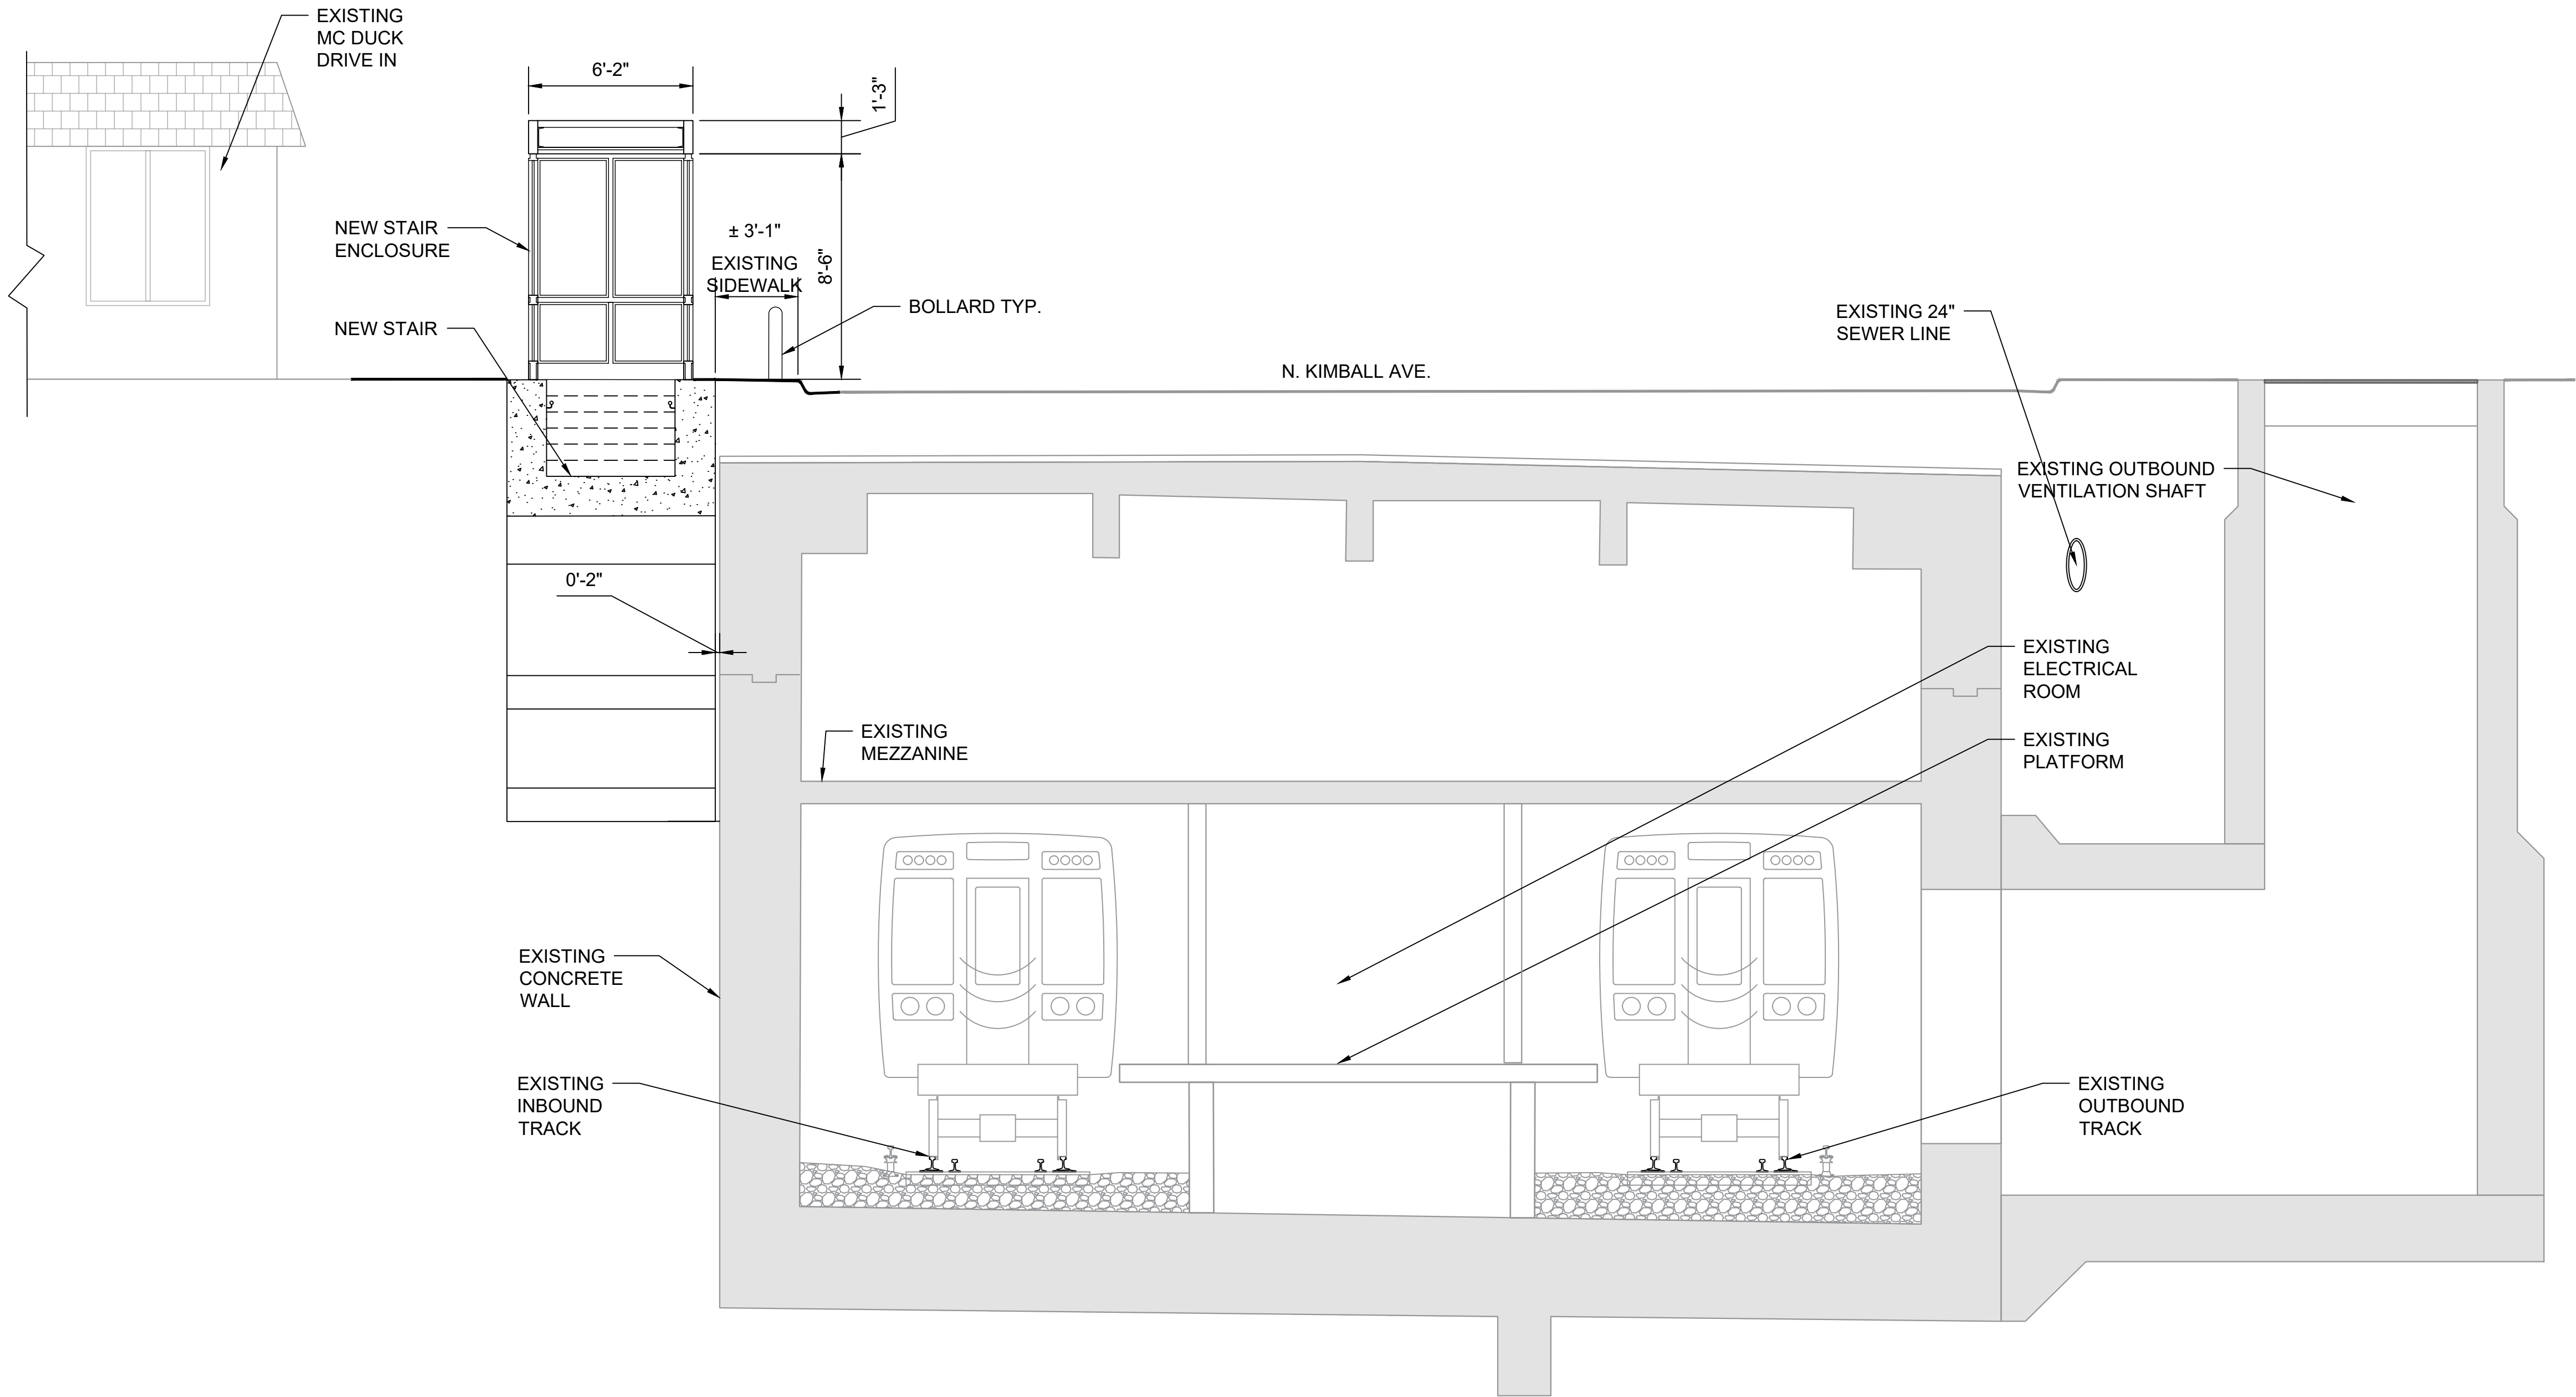 EXISTING
MC DUCK
DRIVE IN
6'-2"
1'-3"
NEW STAIR
ENCLOSURE
± 3'-1"
EXISTING
SIDEWALK
8'-6"
BOLLARD TYP.
NEW STAIR
EXISTING 24"
SEWER LINE
N. KIMBALL AVE.
EXISTING OUTBOUND
VENTILATION SHAFT
0'-2"
EXISTING
ELECTRICAL
ROOM
EXISTING
MEZZANINE
EXISTING
PLATFORM
EXISTING
CONCRETE
WALL
EXISTING
INBOUND
TRACK
EXISTING
OUTBOUND
TRACK